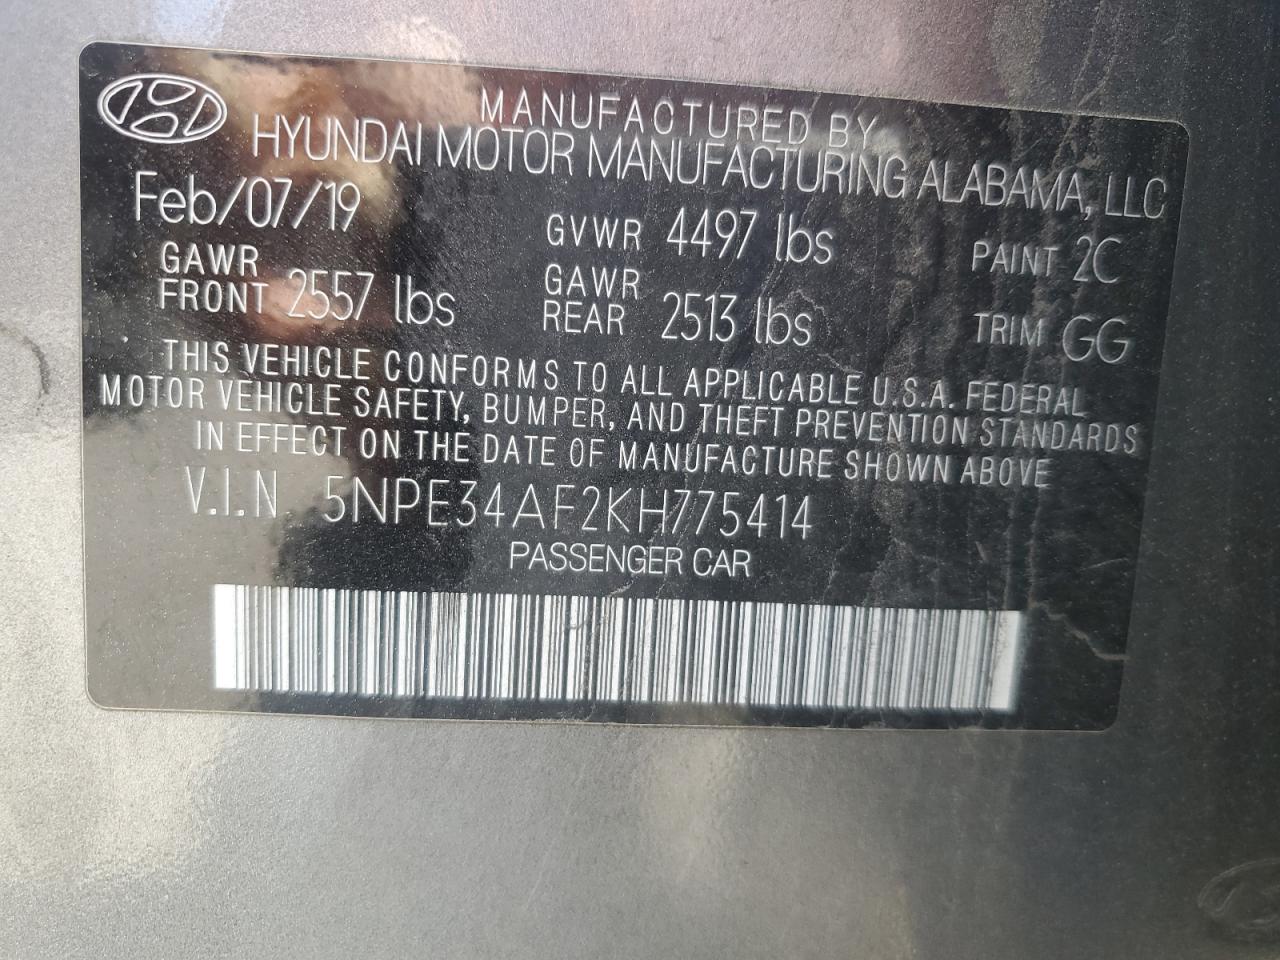 MANUFACTURED BY
HYUNDAI MOTOR MANUFACTURING ALABAMA, LLC
Feb/07/19 GVWR 4497 lbs PAINT 2C
GAWR FRONT 2557 lbs GAWR REAR 2513 lbs TRIM GG
THIS VEHICLE CONFORMS TO ALL APPLICABLE U.S.A. FEDERAL
MOTOR VEHICLE SAFETY, BUMPER, AND THEFT PREVENTION STANDARDS
IN EFFECT ON THE DATE OF MANUFACTURE SHOWN ABOVE
V.I.N 5NPE34AF2KH775414
PASSENGER CAR